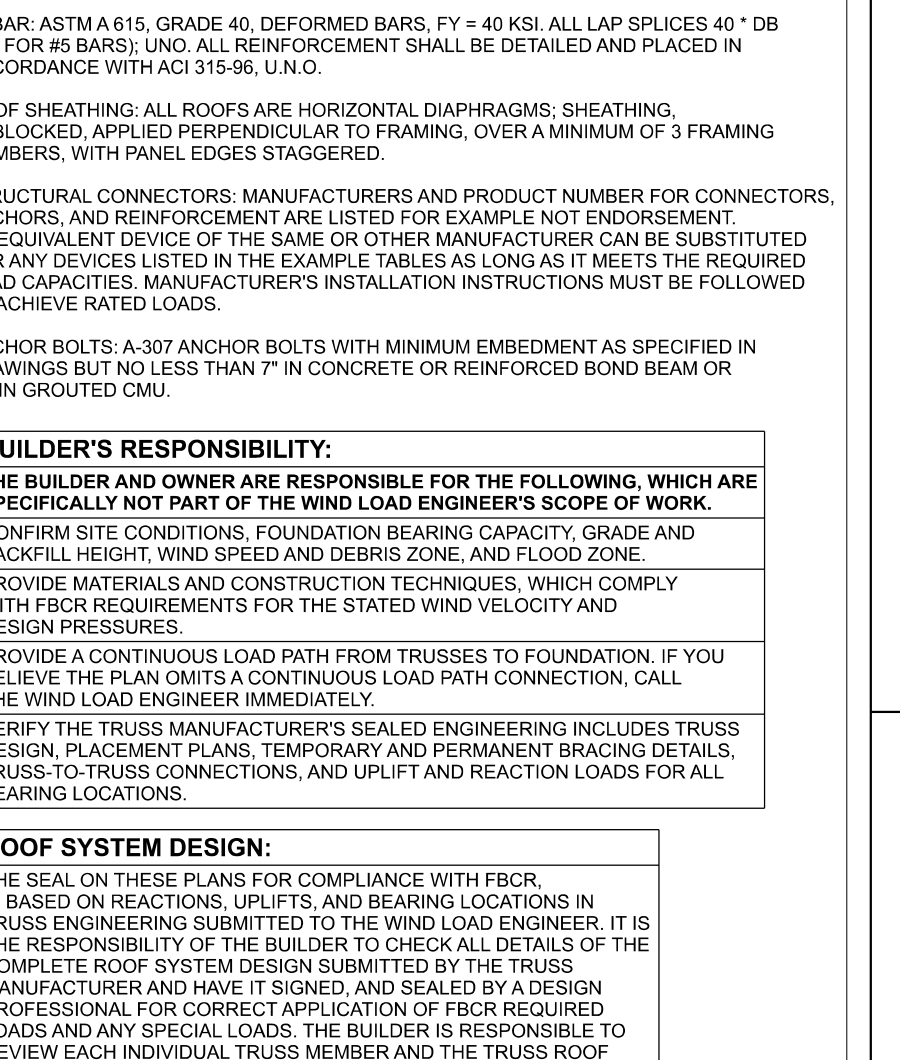 BAR: ASTM A 615, GRADE 40, DEFORMED BARS, FY = 40 KSI. ALL LAP SPLICES 40 * DB
FOR #5 BARS); UNO. ALL REINFORCEMENT SHALL BE DETAILED AND PLACED IN
CORDANCE WITH ACI 315-96, U.N.O.
OF SHEATHING: ALL ROOFS ARE HORIZONTAL DIAPHRAGMS; SHEATHING,
BLOCKED, APPLIED PERPENDICULAR TO FRAMING, OVER A MINIMUM OF 3 FRAMING
MBERS, WITH PANEL EDGES STAGGERED.
RUCTURAL CONNECTORS: MANUFACTURERS AND PRODUCT NUMBER FOR CONNECTORS,
CHORS, AND REINFORCEMENT ARE LISTED FOR EXAMPLE NOT ENDORSEMENT.
EQUIVALENT DEVICE OF THE SAME OR OTHER MANUFACTURER CAN BE SUBSTITUTED
R ANY DEVICES LISTED IN THE EXAMPLE TABLES AS LONG AS IT MEETS THE REQUIRED
AD CAPACITIES. MANUFACTURER'S INSTALLATION INSTRUCTIONS MUST BE FOLLOWED
ACHIEVE RATED LOADS.
CHOR BOLTS: A-307 ANCHOR BOLTS WITH MINIMUM EMBEDMENT AS SPECIFIED IN
AWINGS BUT NO LESS THAN 7" IN CONCRETE OR REINFORCED BOND BEAM OR
IN GROUTED CMU.
UILDER'S RESPONSIBILITY:
HE BUILDER AND OWNER ARE RESPONSIBLE FOR THE FOLLOWING, WHICH ARE
PECIFICALLY NOT PART OF THE WIND LOAD ENGINEER'S SCOPE OF WORK.
ONFIRM SITE CONDITIONS, FOUNDATION BEARING CAPACITY, GRADE AND
ACKFILL HEIGHT, WIND SPEED AND DEBRIS ZONE, AND FLOOD ZONE.
ROVIDE MATERIALS AND CONSTRUCTION TECHNIQUES, WHICH COMPLY
ITH FBCR REQUIREMENTS FOR THE STATED WIND VELOCITY AND
ESIGN PRESSURES.
ROVIDE A CONTINUOUS LOAD PATH FROM TRUSSES TO FOUNDATION. IF YOU
ELIEVE THE PLAN OMITS A CONTINUOUS LOAD PATH CONNECTION, CALL
HE WIND LOAD ENGINEER IMMEDIATELY.
ERIFY THE TRUSS MANUFACTURER'S SEALED ENGINEERING INCLUDES TRUSS
ESIGN, PLACEMENT PLANS, TEMPORARY AND PERMANENT BRACING DETAILS,
RUSS-TO-TRUSS CONNECTIONS, AND UPLIFT AND REACTION LOADS FOR ALL
EARING LOCATIONS.
OOF SYSTEM DESIGN:
HE SEAL ON THESE PLANS FOR COMPLIANCE WITH FBCR,
BASED ON REACTIONS, UPLIFTS, AND BEARING LOCATIONS IN
RUSS ENGINEERING SUBMITTED TO THE WIND LOAD ENGINEER. IT IS
HE RESPONSIBILITY OF THE BUILDER TO CHECK ALL DETAILS OF THE
OMPLETE ROOF SYSTEM DESIGN SUBMITTED BY THE TRUSS
ANUFACTURER AND HAVE IT SIGNED, AND SEALED BY A DESIGN
ROFESSIONAL FOR CORRECT APPLICATION OF FBCR REQUIRED
OADS AND ANY SPECIAL LOADS. THE BUILDER IS RESPONSIBLE TO
EVIEW EACH INDIVIDUAL TRUSS MEMBER AND THE TRUSS ROOF